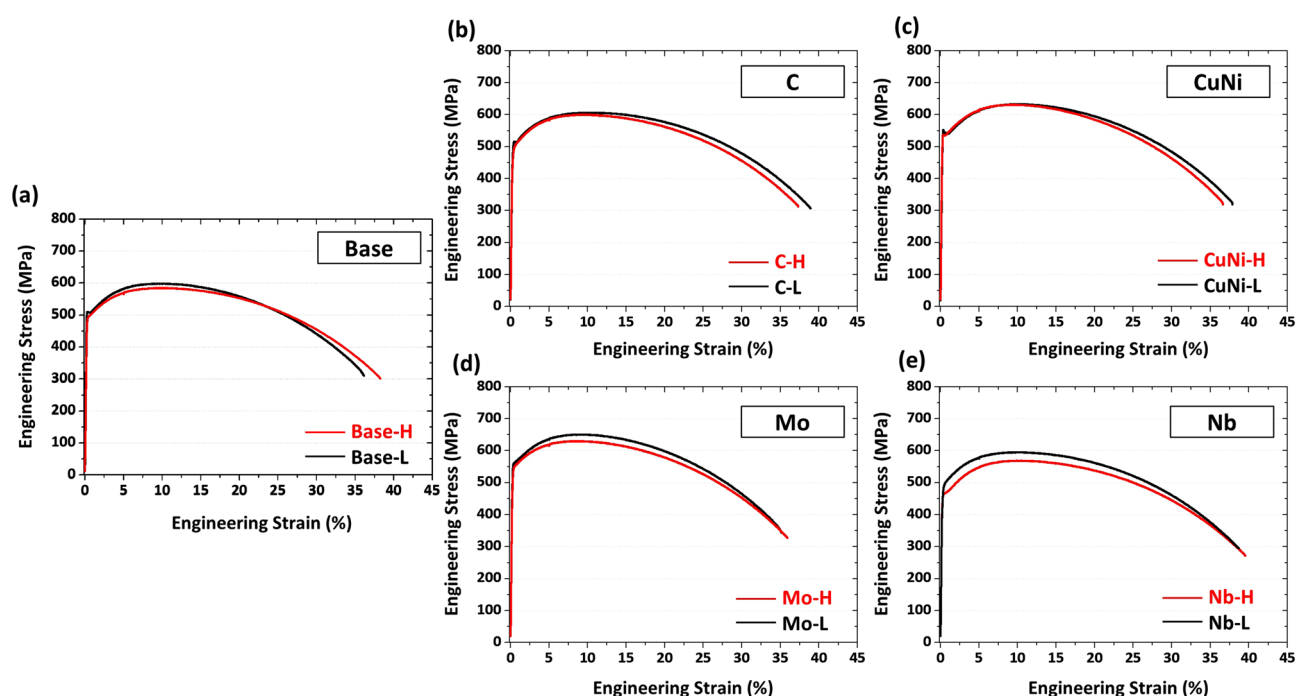 (a)
Base
Engineering Stress (MPa)
800
700
600
500
400
300
200
100
0
0 5 10 15 20 25 30 35 40 45
Engineering Strain (%)
Base-H
Base-L
(b)
C
Engineering Stress (MPa)
800
700
600
500
400
300
200
100
0
0 5 10 15 20 25 30 35 40 45
Engineering Strain (%)
C-H
C-L
(c)
CuNi
Engineering Stress (MPa)
800
700
600
500
400
300
200
100
0
0 5 10 15 20 25 30 35 40 45
Engineering Strain (%)
CuNi-H
CuNi-L
(d)
Mo
Engineering Stress (MPa)
800
700
600
500
400
300
200
100
0
0 5 10 15 20 25 30 35 40 45
Engineering Strain (%)
Mo-H
Mo-L
(e)
Nb
Engineering Stress (MPa)
800
700
600
500
400
300
200
100
0
0 5 10 15 20 25 30 35 40 45
Engineering Strain (%)
Nb-H
Nb-L